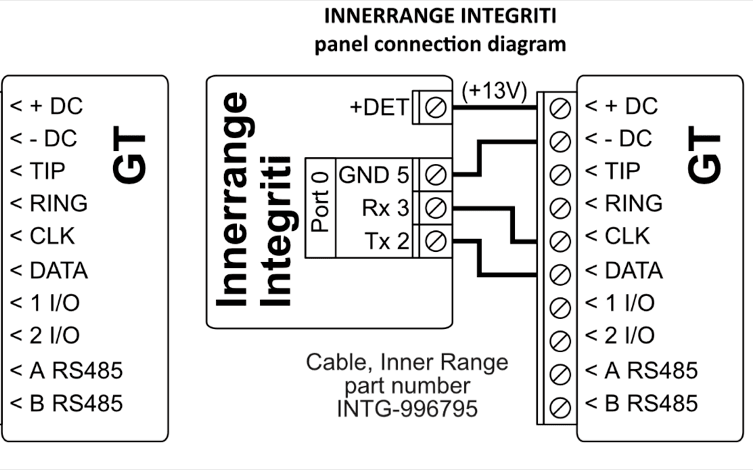 INNERRANGE INTEGRITI
panel connection diagram
< + DC
< - DC
< TIP
< RING
< CLK
< DATA
< 1 I/O
< 2 I/O
< A RS485
< B RS485
GT
Innerrange
Integriti
+DET
Port 0
GND 5
Rx 3
Tx 2
(+13V)
Cable, Inner Range
part number
INTG-996795
< + DC
< - DC
< TIP
< RING
< CLK
< DATA
< 1 I/O
< 2 I/O
< A RS485
< B RS485
GT